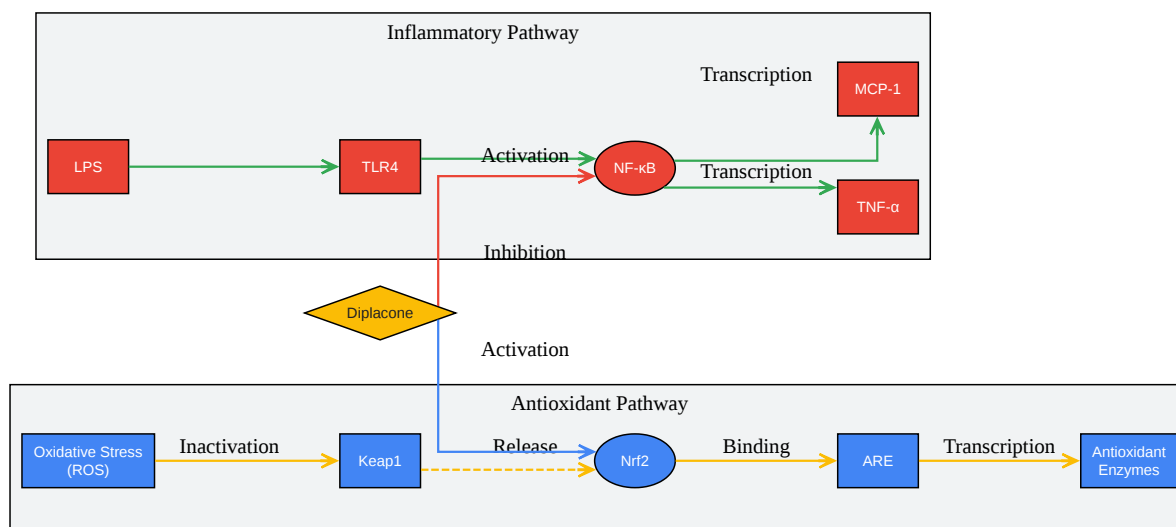 Inflammatory Pathway
Transcription
MCP-1
LPS
TLR4
Activation
NF-κB
Transcription
TNF-α
Inhibition
Diplacone
Activation
Antioxidant Pathway
Oxidative Stress
(ROS)
Inactivation
Keap1
Release
Nrf2
Binding
ARE
Transcription
Antioxidant
Enzymes